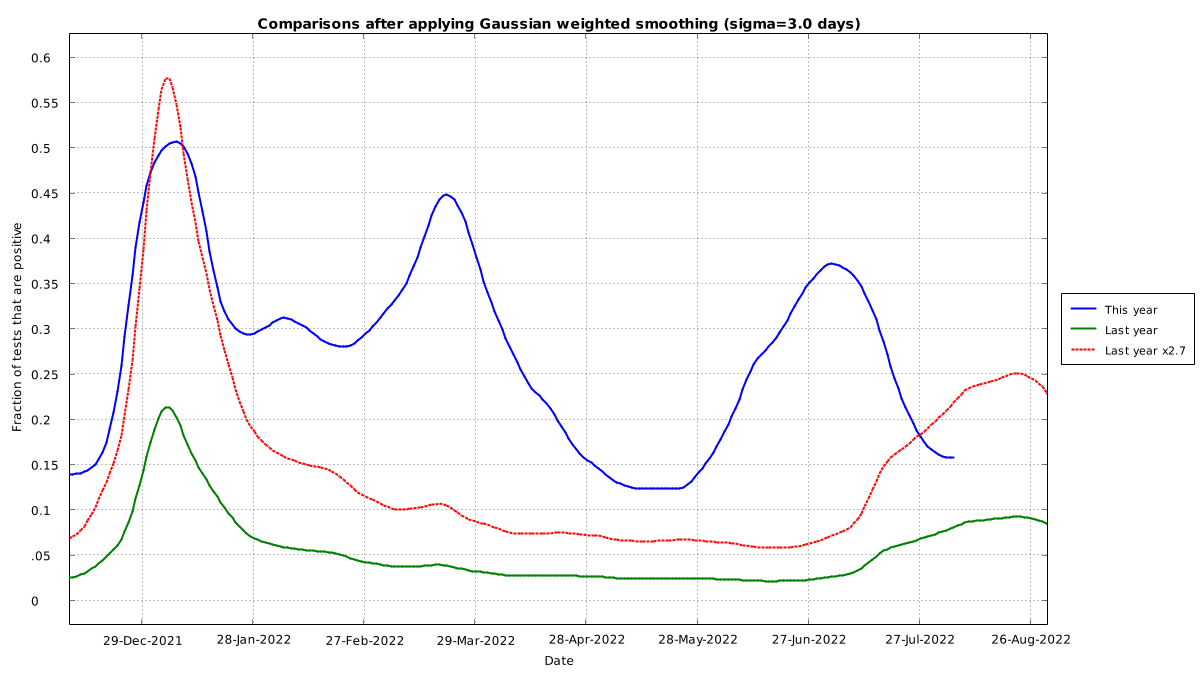 Comparisons after applying Gaussian weighted smoothing (sigma=3.0 days)
Fraction of tests that are positive
0.6
0.55
0.5
0.45
0.4
0.35
0.3
0.25
0.2
0.15
0.1
.05
0
29-Dec-2021 28-Jan-2022 27-Feb-2022 29-Mar-2022 28-Apr-2022 28-May-2022 27-Jun-2022 27-Jul-2022 26-Aug-2022
Date
This year
Last year
Last year x2.7